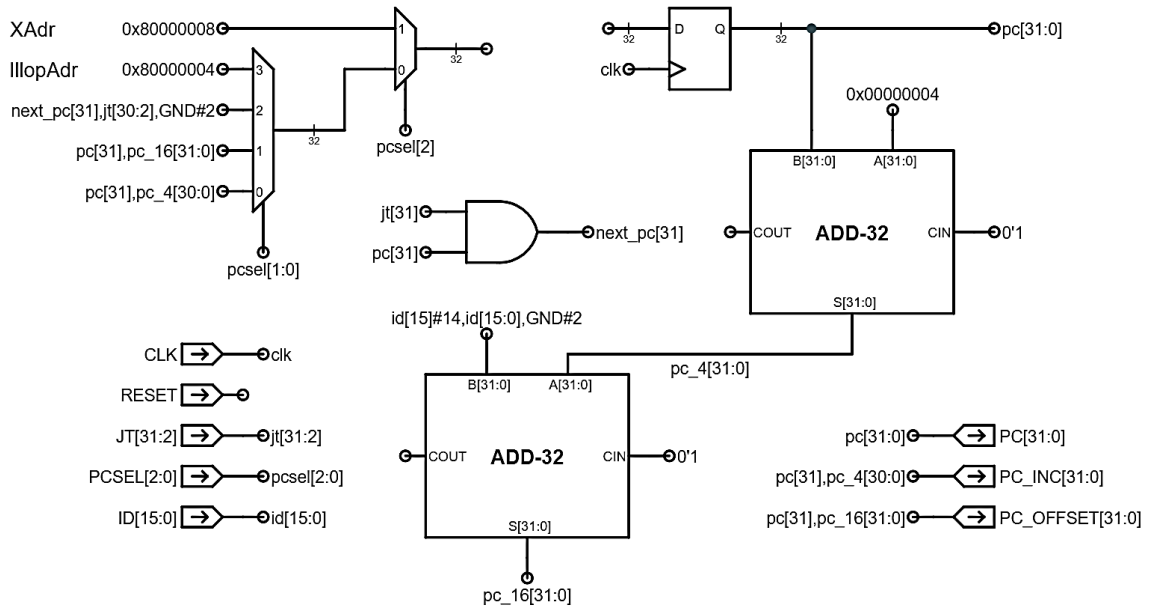 XAdr 0x80000008 1
IllopAdr 0x80000004 3 0 32
next_pc[31],jt[30:2],GND#2 2
32
pc[31],pc_16[31:0] 1
pc[31],pc_4[30:0] 0
pcsel[2]
pcsel[1:0]
32 D Q 32 pc[31:0]
clk
0x00000004
B[31:0] A[31:0]
COUT ADD-32 CIN 0'1
S[31:0]
jt[31]
pc[31]
next_pc[31]
id[15]#14,id[15:0],GND#2
pc_4[31:0]
B[31:0] A[31:0]
COUT ADD-32 CIN 0'1
S[31:0]
pc_16[31:0]
CLK clk
RESET
JT[31:2] jt[31:2]
PCSEL[2:0] pcsel[2:0]
ID[15:0] id[15:0]
pc[31:0] PC[31:0]
pc[31],pc_4[30:0] PC_INC[31:0]
pc[31],pc_16[31:0] PC_OFFSET[31:0]